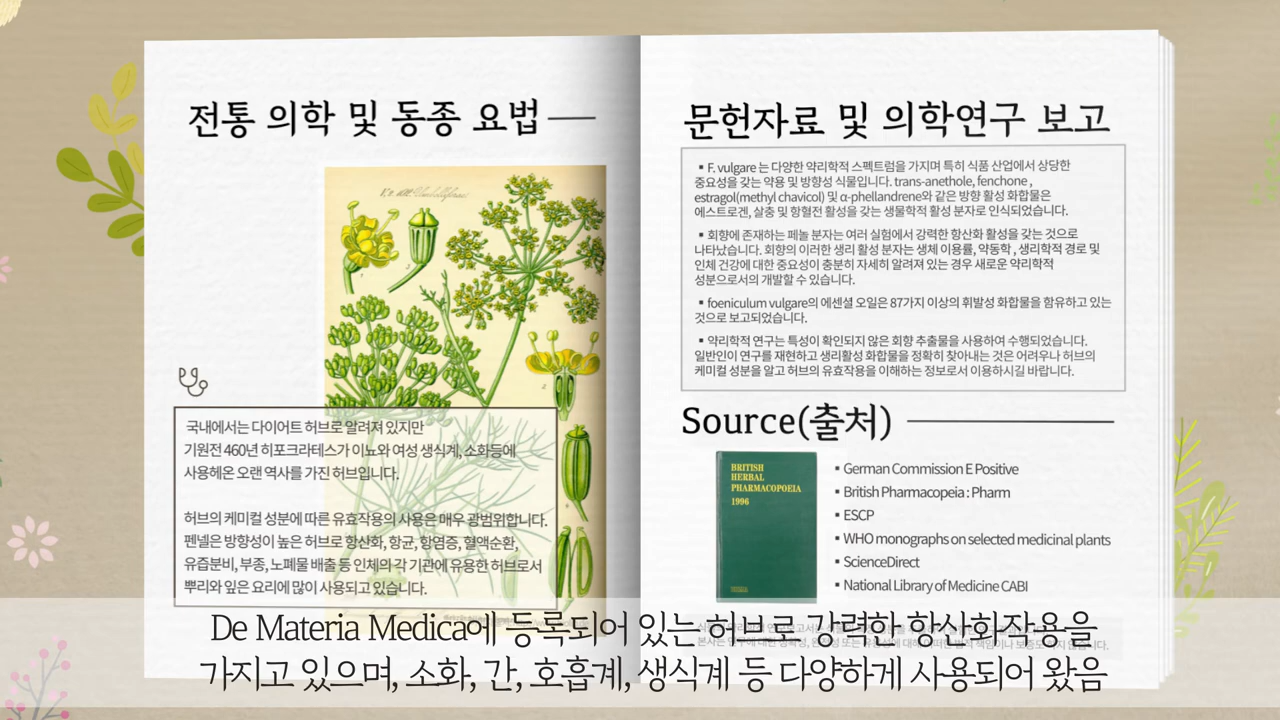 전통 의학 및 동종 요법
국내에서는 다이어트 허브로 알려져 있지만
기원전 460년 히포크라테스가 이뇨와 여성 생식계, 소화등에
사용헤온 오랜 역사를 가진 허브입니다.
허브의 케미컬 성분에 따른 유효작용의 사용은 매우 광범위합니다.
펜넬은 방향성이 높은 허브로 항산화, 항균, 항염증, 혈액순환,
유즙분비, 부종, 노폐물 배출 등 인체의 각 기관에 유용한 허브로서
뿌리와 잎은 요리에 많이 사용되고 있습니다.
문헌자료 및 의학연구 보고
▪ F. vulgare 는 다양한 약리학적 스펙트럼을 가지며 특히 식품 산업에서 상당한
중요성을 갖는 약용 및 방향성 식물입니다. trans-anethole, fenchone ,
estragol(methyl chavicol) 및 α-phellandrene와 같은 방향 활성 화합물은
에스트로겐, 살충 및 항혈전 활성을 갖는 생물학적 활성 분자로 인식되었습니다.
▪ 회향에 존재하는 페놀 분자는 여러 실험에서 강력한 항산화 활성을 갖는 것으로
나타났습니다. 회향의 이러한 생리 활성 분자는 생체 이용률, 약동학 , 생리학적 경로 및
인체 건강에 대한 중요성이 충분히 자세히 알려져 있는 경우 새로운 약리학적
성분으로서의 개발할 수 있습니다.
▪ foeniculum vulgare의 에센셜 오일은 87가지 이상의 휘발성 화합물을 함유하고 있는
것으로 보고되었습니다.
▪ 약리학적 연구는 특성이 확인되지 않은 회향 추출물을 사용하여 수행되었습니다.
일반인이 연구를 재현하고 생리활성 화합물을 정확히 찾아내는 것은 어려우나 허브의
케미컬 성분을 알고 허브의 유효작용을 이해하는 정보로서 이용하시길 바랍니다.
Source(출처)
BRITISH
HERBAL
PHARMACOPOEIA
1996
▪ German Commission E Positive
▪ British Pharmacopeia : Pharm
▪ ESCP
▪ WHO monographs on selected medicinal plants
▪ ScienceDirect
▪ National Library of Medicine CABI
De Materia Medica에 등록되어 있는 허브로 강력한 항산화작용을
가지고 있으며, 소화, 간, 호흡계, 생식계 등 다양하게 사용되어 왔음